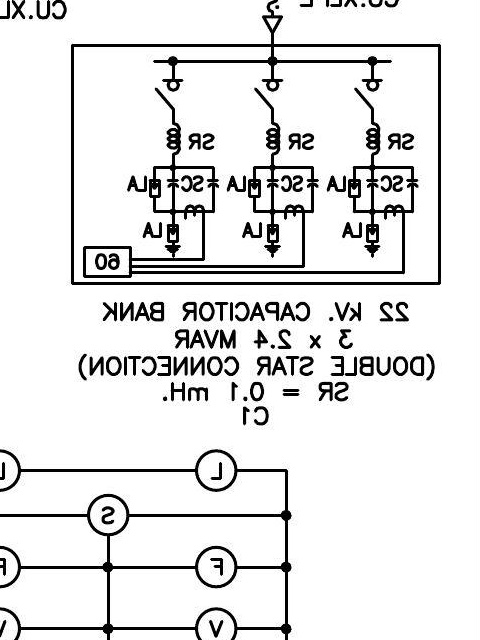 CU.XLPE
CU.XL
SR SR SR
SC LA SC LA SC LA
LA LA LA
60
22 kV. CAPACITOR BANK
3 x 2.4 MVAR
(DOUBLE STAR CONNECTION)
SR = 0.1 mH.
C1
L L
S
F F
V V